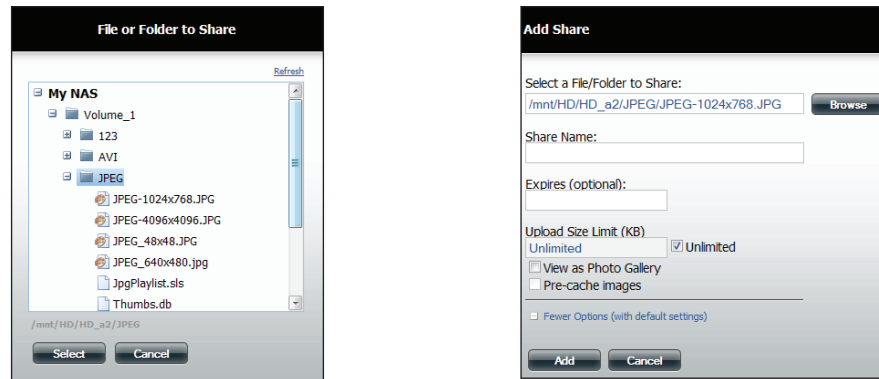 File or Folder to Share
Refresh
My NAS
Volume_1
123
AVI
JPEG
JPEG-1024x768.JPG
JPEG-4096x4096.JPG
JPEG_48x48.JPG
JPEG_640x480.jpg
JpgPlaylist.sls
Thumbs.db
/mnt/HD/HD_a2/JPEG
Select Cancel
Add Share
Select a File/Folder to Share:
/mnt/HD/HD_a2/JPEG/JPEG-1024x768.JPG Browse
Share Name:
Expires (optional):
Upload Size Limit (KB)
Unlimited Unlimited
View as Photo Gallery
Pre-cache images
Fewer Options (with default settings)
Add Cancel